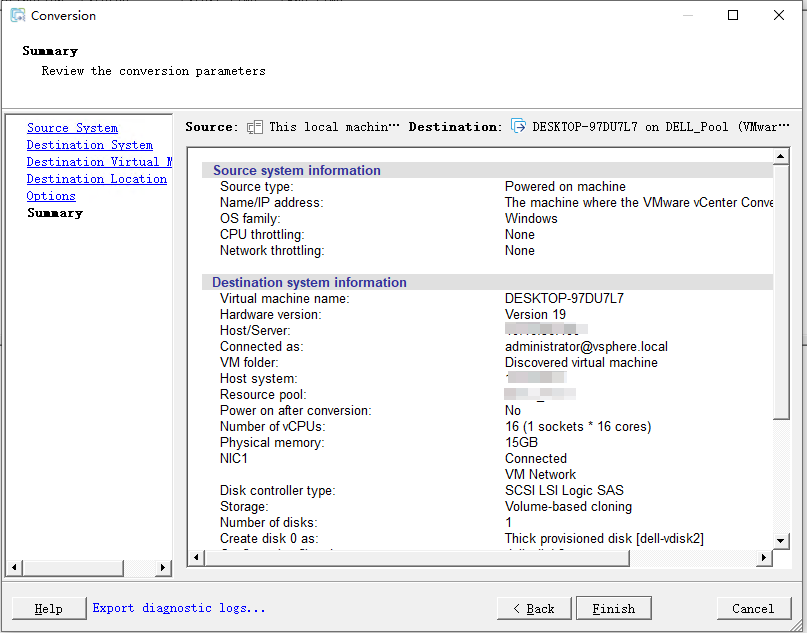 Conversion
Summary
Review the conversion parameters
Source System
Destination System
Destination Virtual M
Destination Location
Options
Summary
Source: This local machin··· Destination: DESKTOP-97DU7L7 on DELL_Pool (VMwar···
Source system information
Source type: Powered on machine
Name/IP address: The machine where the VMware vCenter Conve
OS family: Windows
CPU throttling: None
Network throttling: None
Destination system information
Virtual machine name: DESKTOP-97DU7L7
Hardware version: Version 19
Host/Server:
Connected as: administrator@vsphere.local
VM folder: Discovered virtual machine
Host system:
Resource pool:
Power on after conversion: No
Number of vCPUs: 16 (1 sockets * 16 cores)
Physical memory: 15GB
NIC1 Connected
VM Network
Disk controller type: SCSI LSI Logic SAS
Storage: Volume-based cloning
Number of disks: 1
Create disk 0 as: Thick provisioned disk [dell-vdisk2]
Help
Export diagnostic logs...
< Back
Finish
Cancel